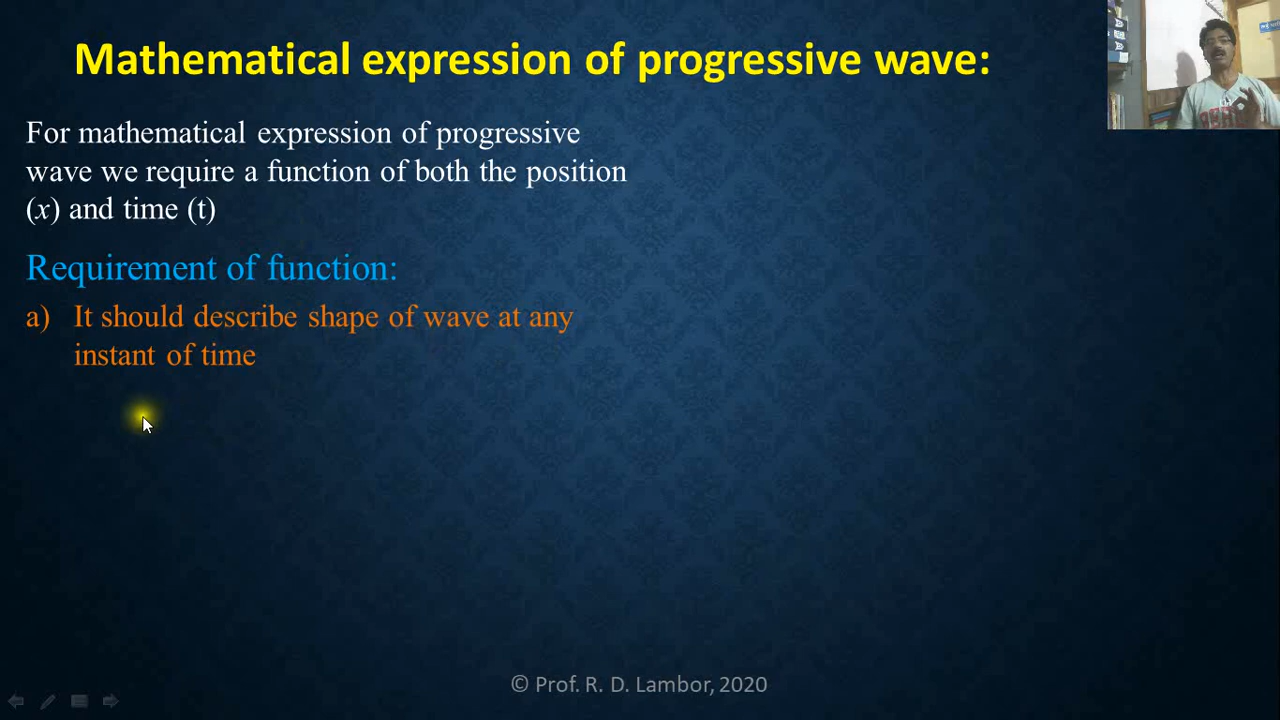 Mathematical expression of progressive wave:
For mathematical expression of progressive
wave we require a function of both the position
(x) and time (t)
Requirement of function:
a) It should describe shape of wave at any
instant of time
© Prof. R. D. Lambor, 2020